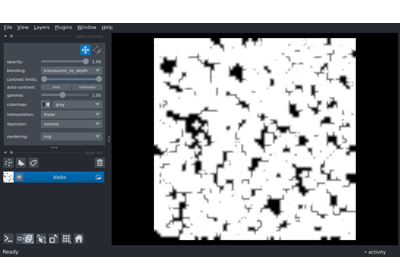 File View Layers Plugins Window Help
opacity: 1.00
blending: translucent_no_depth
contrast limits:
auto-contrast: once continuous
gamma: 1.00
colormap: gray
interpolation: linear
depiction: volume
rendering: mip
blobs
Ready
activity